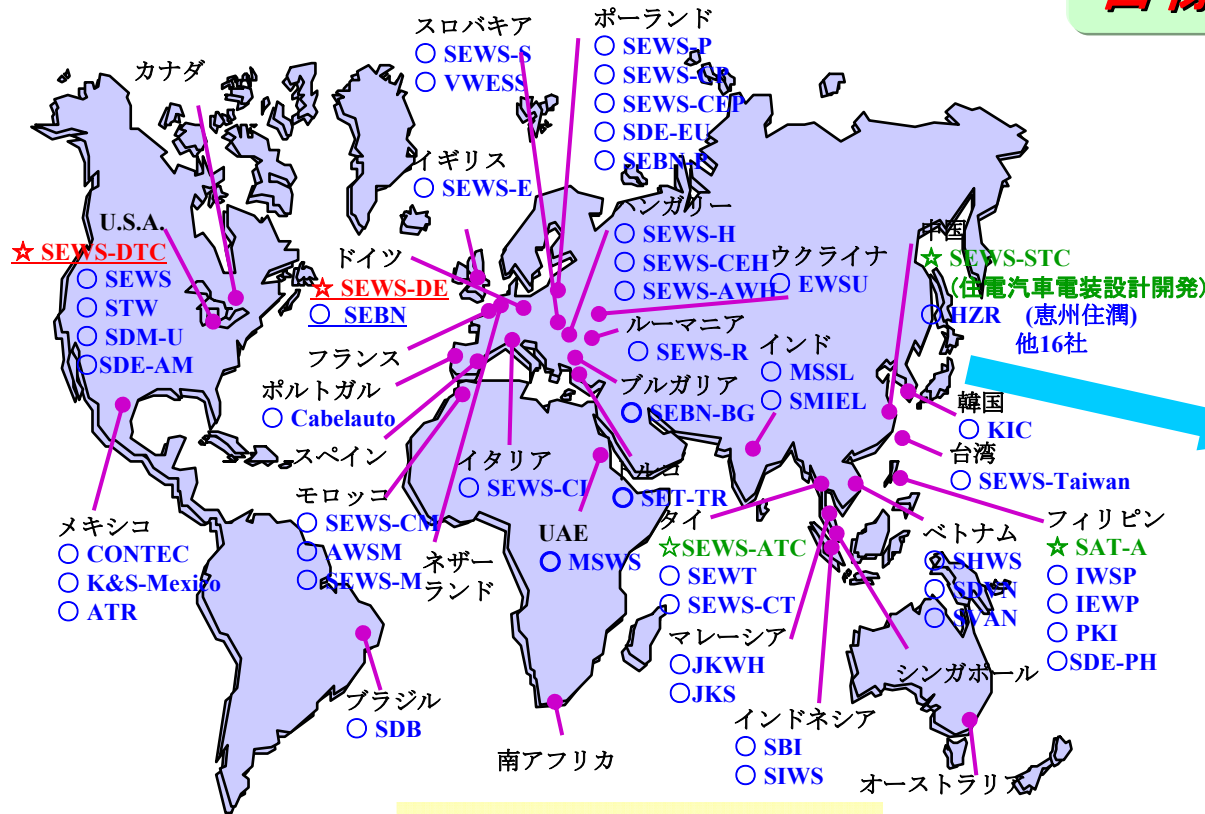 スロバキア
○ SEWS-S
○ VWESS
ポーランド
○ SEWS-P
○ SEWS-CP
○ SEWS-CEP
○ SDE-EU
○ SEBN-P
カナダ
イギリス
○ SEWS-E
U.S.A.
☆ SEWS-DTC
○ SEWS
○ STW
○ SDM-U
○SDE-AM
ドイツ
☆ SEWS-DE
○ SEBN
ハンガリー
○ SEWS-H
○ SEWS-CEH
○ SEWS-AWH
ウクライナ
○ EWSU
中国
☆ SEWS-STC
(住電汽車電装設計開発)
○HZR (惠州住潤)
他16社
フランス
ルーマニア
○ SEWS-R
インド
○ MSSL
○ SMIEL
ポルトガル
○ Cabelauto
ブルガリア
○ SEBN-BG
韓国
○ KIC
スペイン
イタリア
○ SEWS-CI
トルコ
○ SET-TR
台湾
○ SEWS-Taiwan
モロッコ
○ SEWS-CM
○ AWSM
○ SEWS-M
ネザー
ランド
UAE
○ MSWS
タイ
☆SEWS-ATC
○ SEWT
○ SEWS-CT
ベトナム
○ SHWS
○ SDVN
○ SVAN
フィリピン
☆ SAT-A
○ IWSP
○ IEWP
○ PKI
○SDE-PH
メキシコ
○ CONTEC
○ K&S-Mexico
○ ATR
マレーシア
○JKWH
○JKS
シンガポール
ブラジル
○ SDB
インドネシア
○ SBI
○ SIWS
南アフリカ
オーストラリア